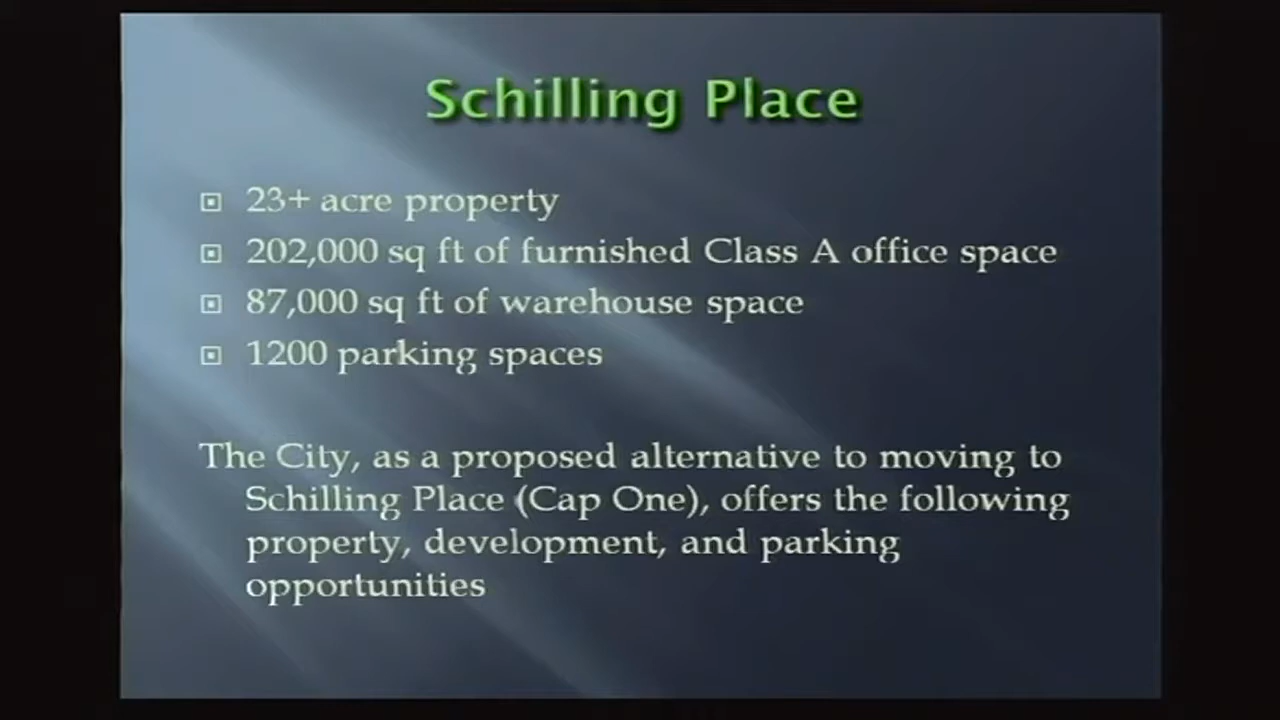 Schilling Place
23+ acre property
202,000 sq ft of furnished Class A office space
87,000 sq ft of warehouse space
1200 parking spaces
The City, as a proposed alternative to moving to
Schilling Place (Cap One), offers the following
property, development, and parking
opportunities